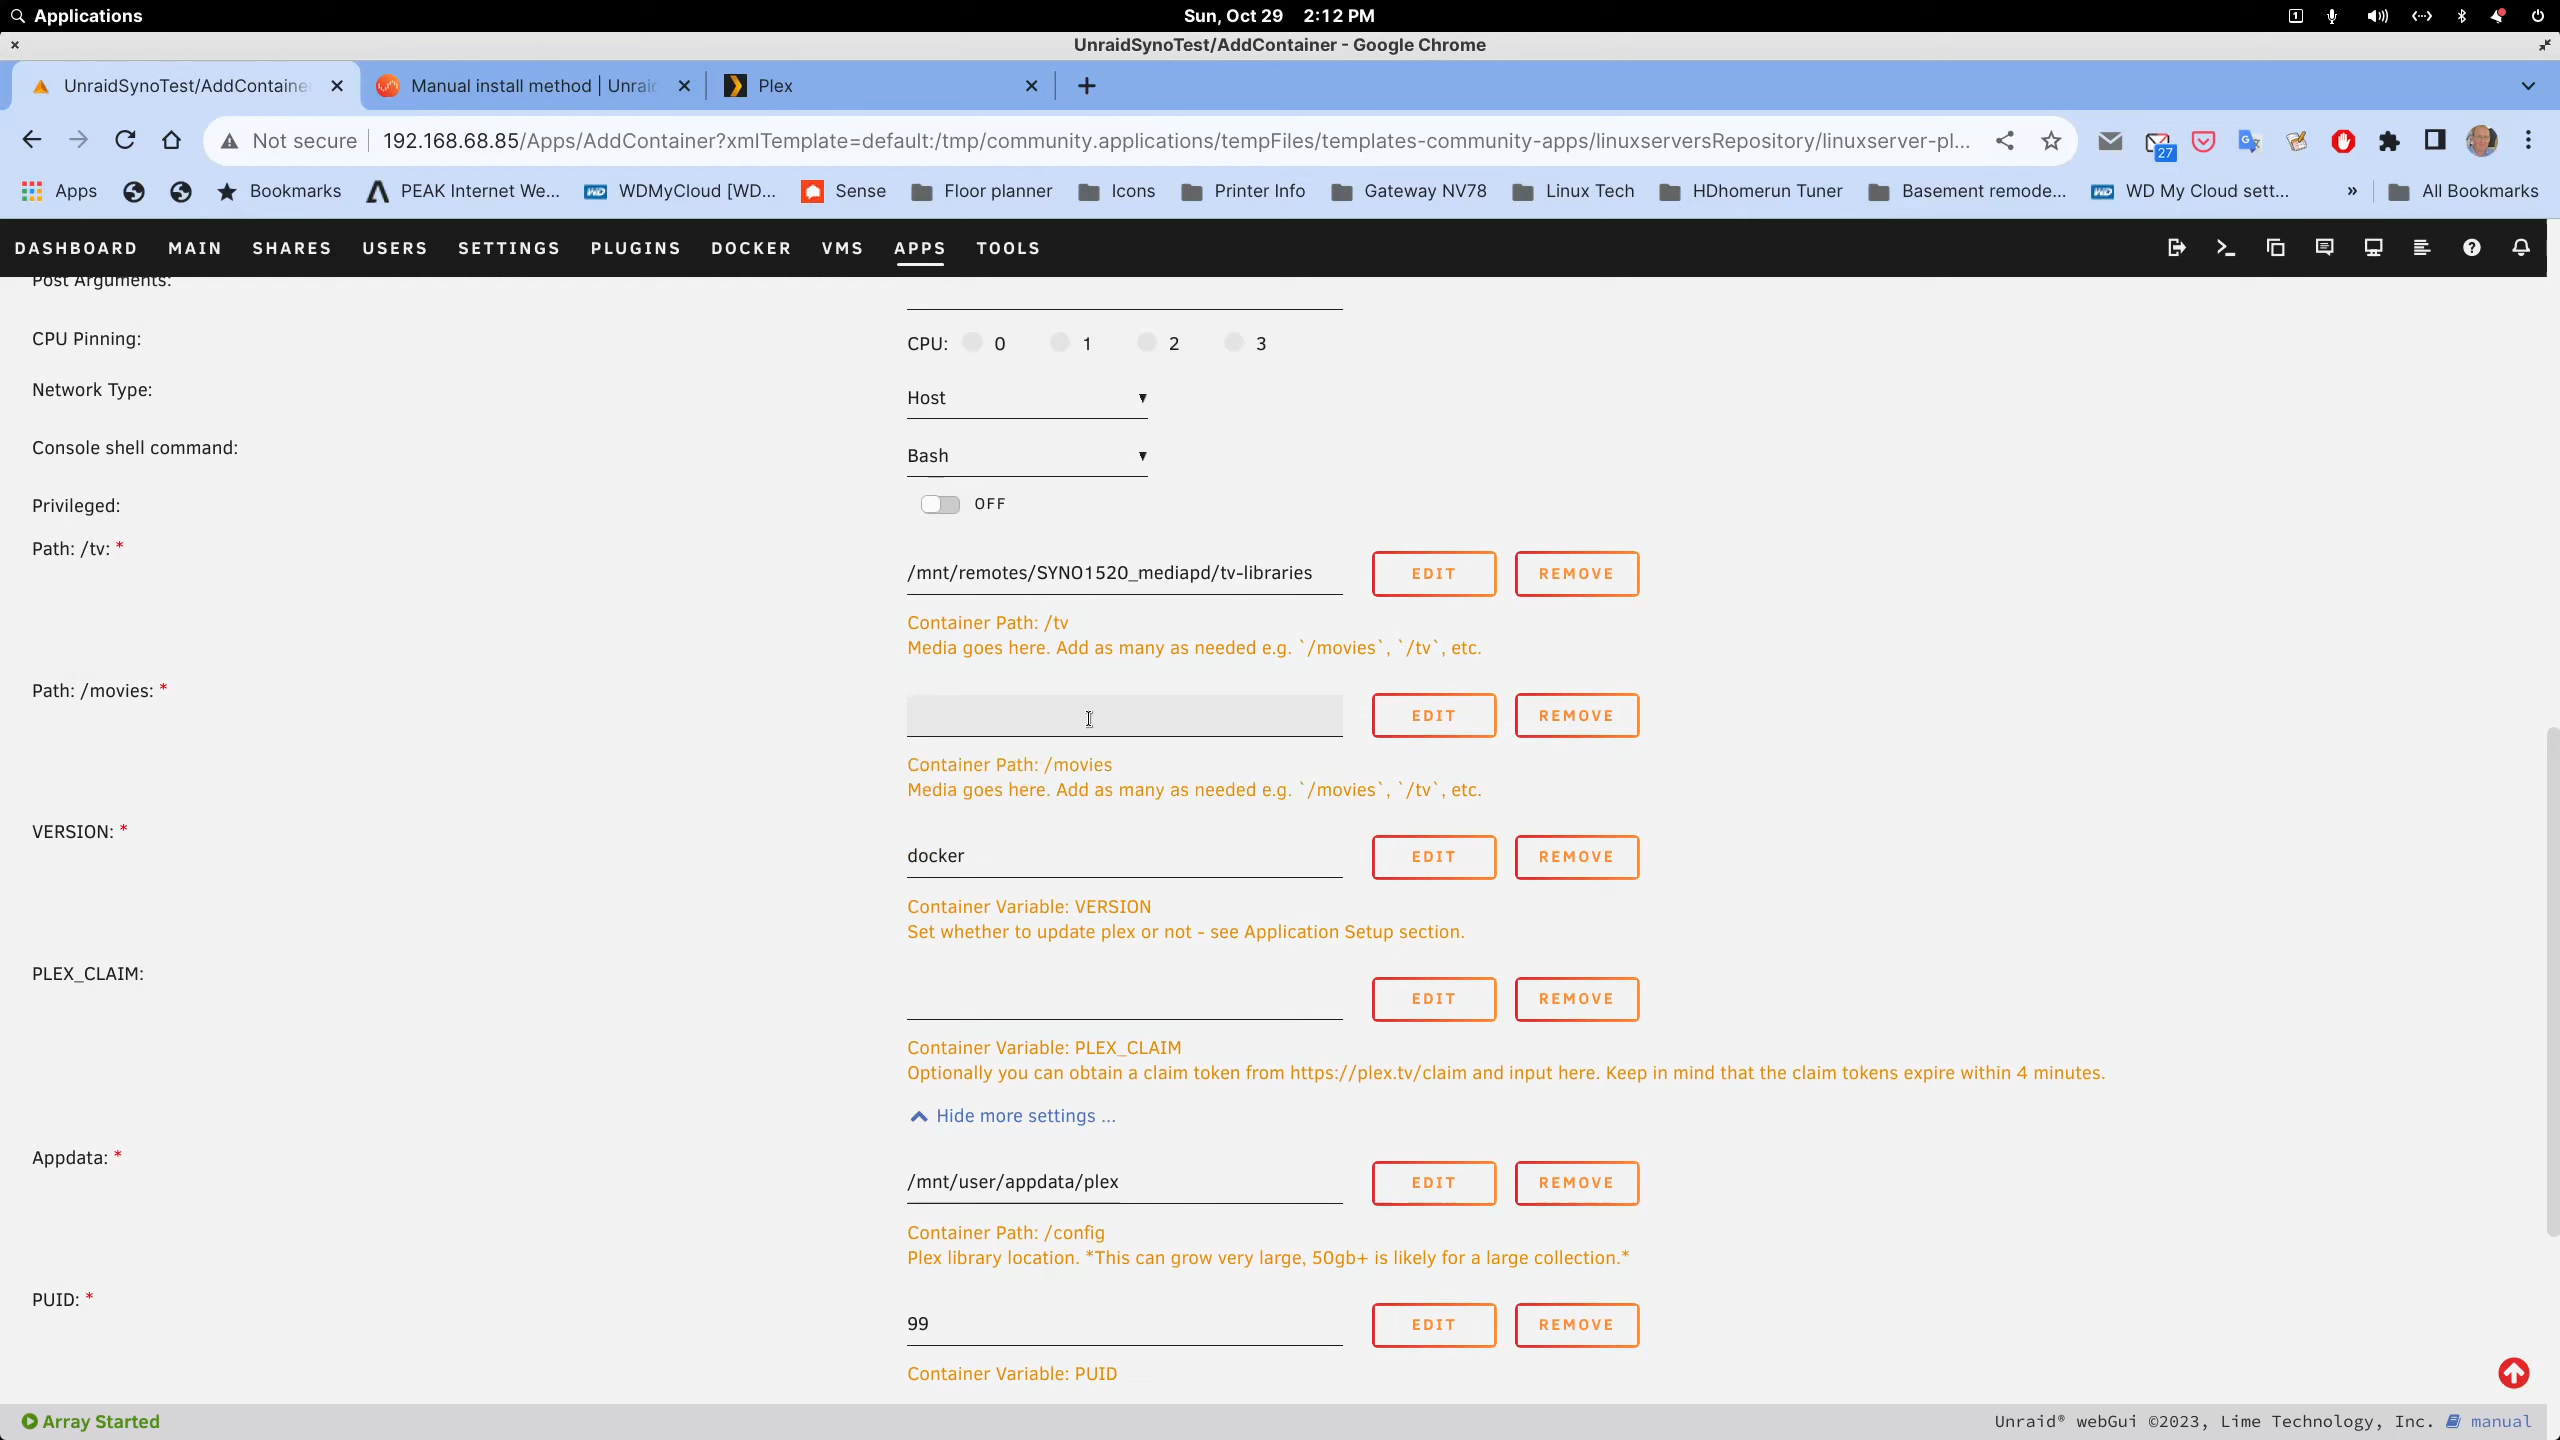 Applications
Sun, Oct 29 2:12 PM
UnraidSynoTest/AddContainer - Google Chrome
UnraidSynoTest/AddContainer
Manual install method | Unrai
Plex
Not secure
192.168.68.85/Apps/AddContainer?xmlTemplate=default:/tmp/community.applications/tempFiles/templates-community-apps/linuxserversRepository/linuxserver-pl...
27
Apps
Bookmarks
PEAK Internet We...
WDMyCloud [WD...
Sense
Floor planner
Icons
Printer Info
Gateway NV78
Linux Tech
HDhomerun Tuner
Basement remode...
WD My Cloud sett...
»
All Bookmarks
DASHBOARD MAIN SHARES USERS SETTINGS PLUGINS DOCKER VMS APPS TOOLS
Post Arguments:
CPU Pinning:
CPU: 0 1 2 3
Network Type:
Host
Console shell command:
Bash
Privileged:
OFF
Path: /tv: *
/mnt/remotes/SYNO1520_mediapd/tv-libraries
EDIT
REMOVE
Container Path: /tv
Media goes here. Add as many as needed e.g. `/movies`, `/tv`, etc.
Path: /movies: *
EDIT
REMOVE
Container Path: /movies
Media goes here. Add as many as needed e.g. `/movies`, `/tv`, etc.
VERSION: *
docker
EDIT
REMOVE
Container Variable: VERSION
Set whether to update plex or not - see Application Setup section.
PLEX_CLAIM:
EDIT
REMOVE
Container Variable: PLEX_CLAIM
Optionally you can obtain a claim token from https://plex.tv/claim and input here. Keep in mind that the claim tokens expire within 4 minutes.
Hide more settings ...
Appdata: *
/mnt/user/appdata/plex
EDIT
REMOVE
Container Path: /config
Plex library location. *This can grow very large, 50gb+ is likely for a large collection.*
PUID: *
99
EDIT
REMOVE
Container Variable: PUID
Array Started
Unraid® webGui ©2023, Lime Technology, Inc. manual